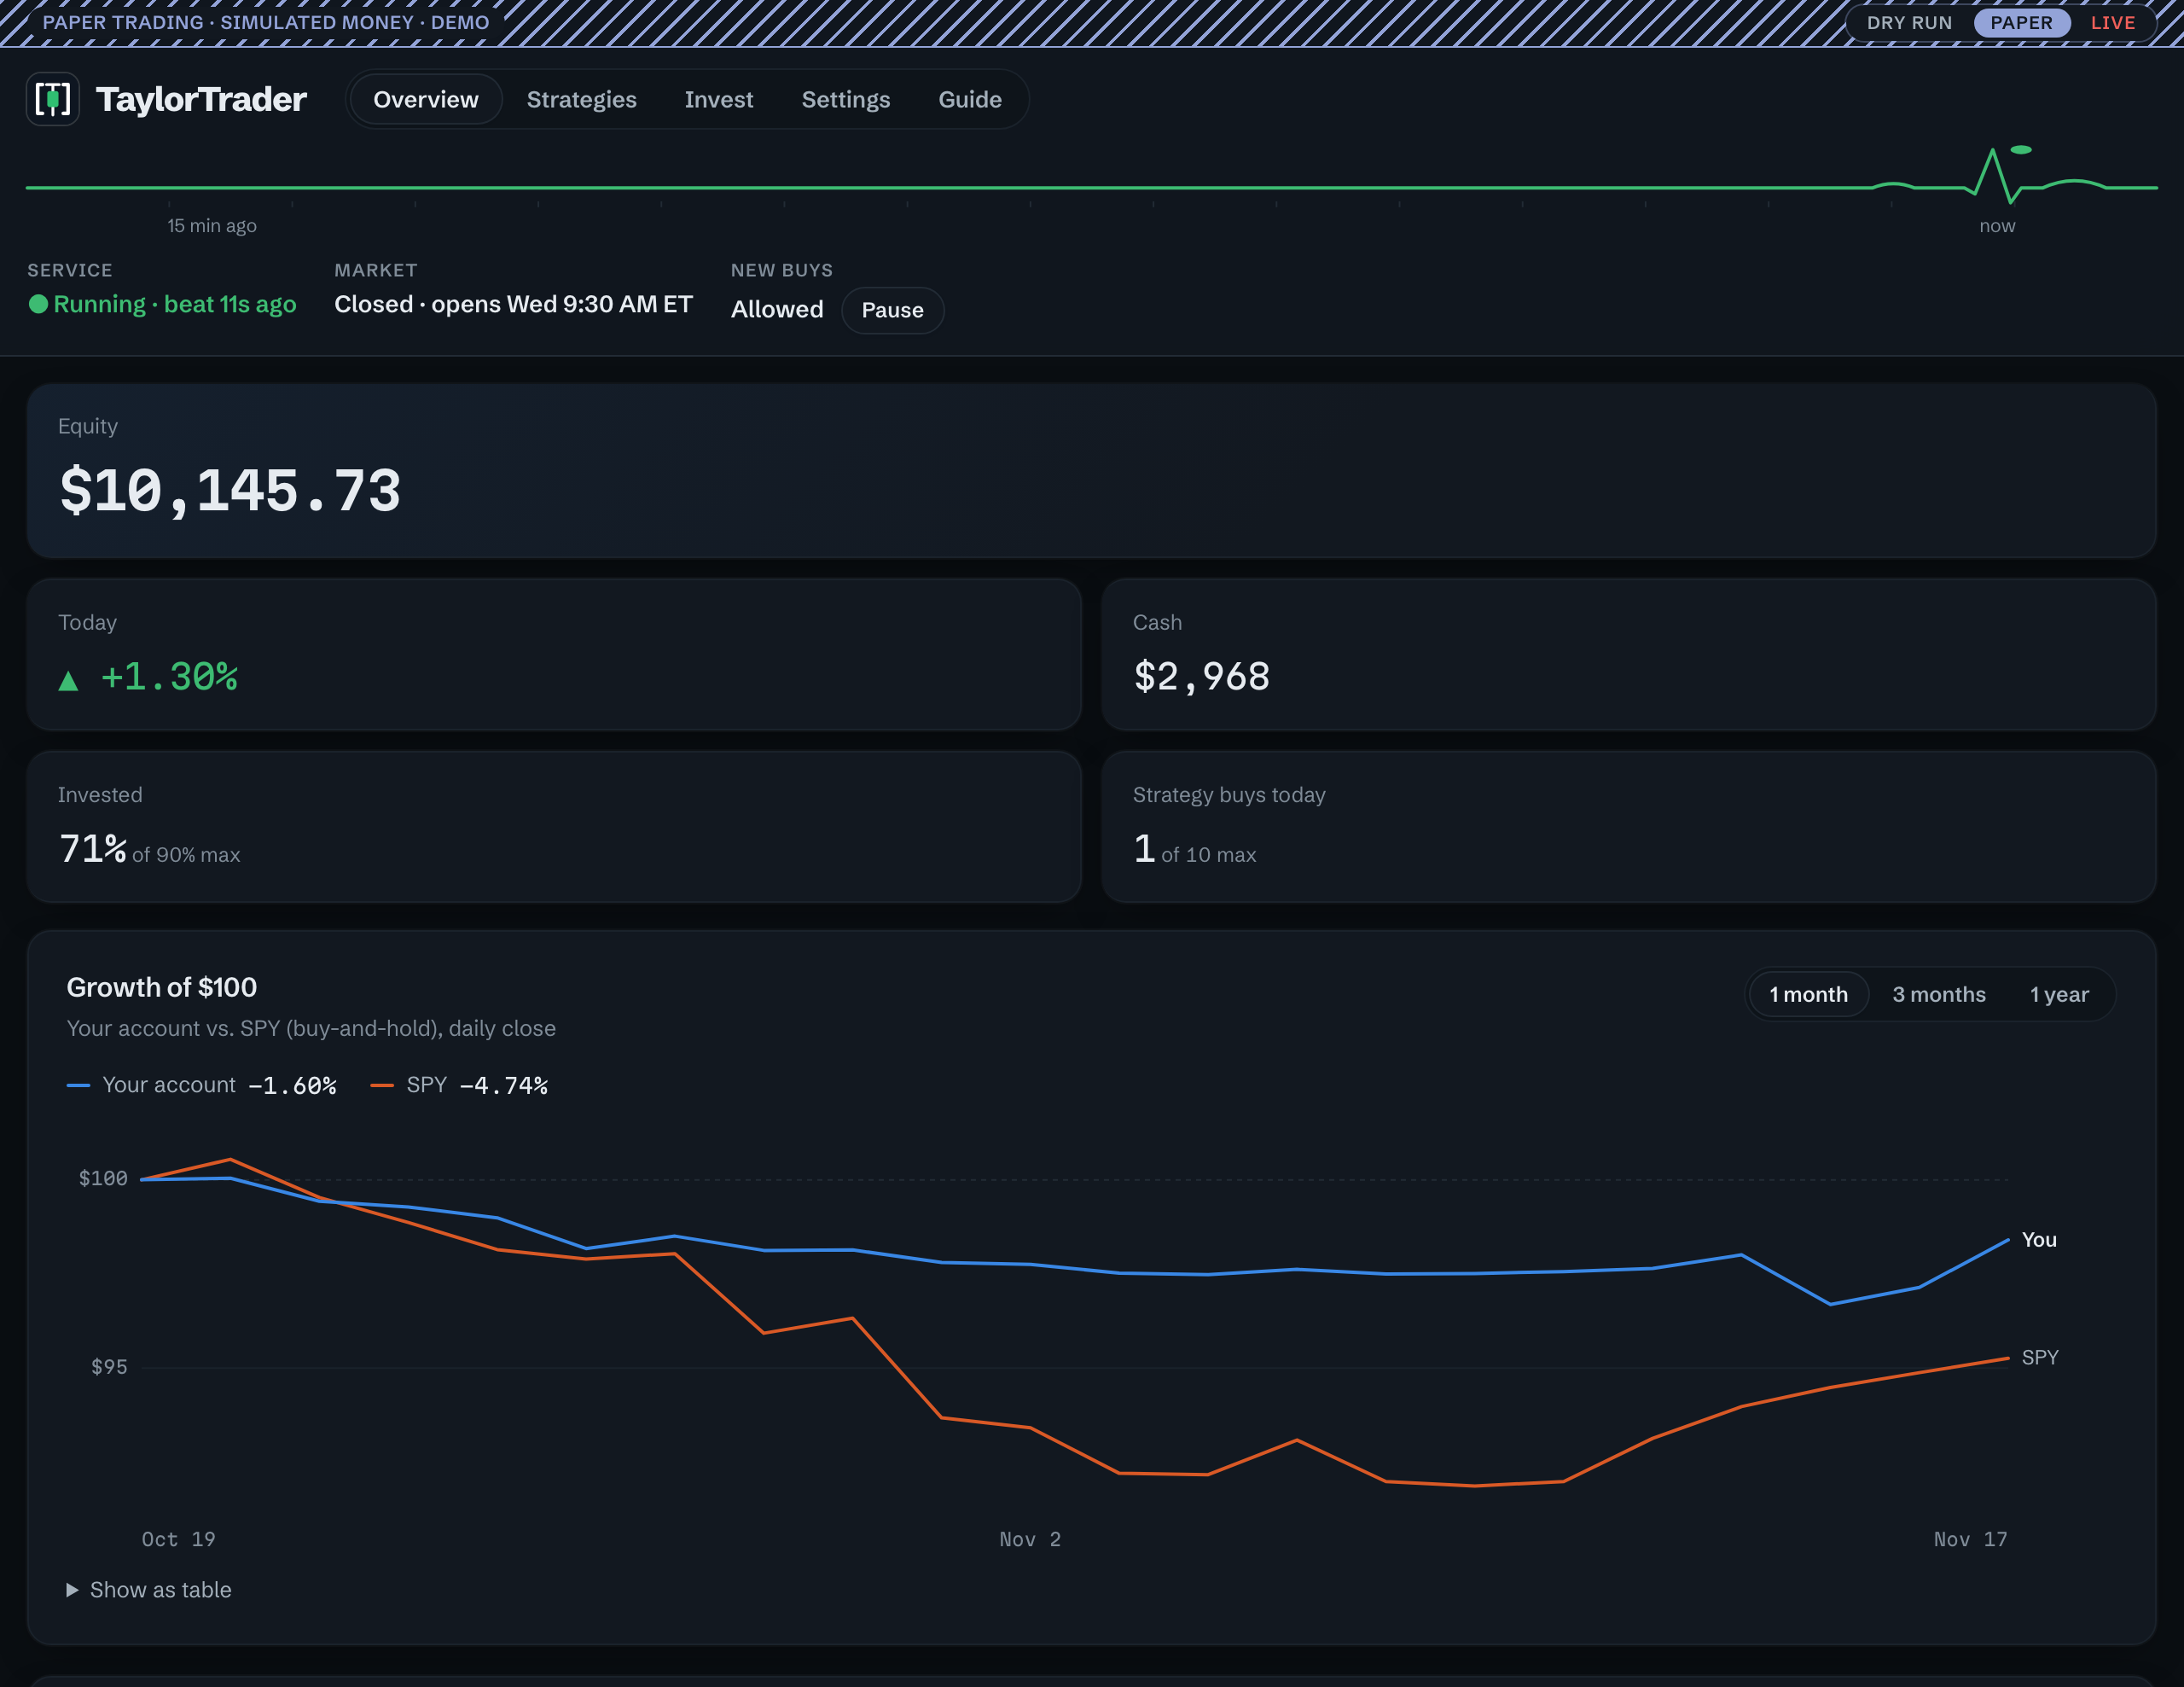 PAPER TRADING · SIMULATED MONEY · DEMO
DRY RUN PAPER LIVE
TaylorTrader
Overview Strategies Invest Settings Guide
15 min ago now
SERVICE MARKET NEW BUYS
Running · beat 11s ago Closed · opens Wed 9:30 AM ET Allowed Pause
Equity
$10,145.73
Today Cash
▲ +1.30% $2,968
Invested Strategy buys today
71% of 90% max 1 of 10 max
Growth of $100
1 month 3 months 1 year
Your account vs. SPY (buy-and-hold), daily close
Your account −1.60% SPY −4.74%
$100
You
$95
SPY
Oct 19 Nov 2 Nov 17
▶ Show as table